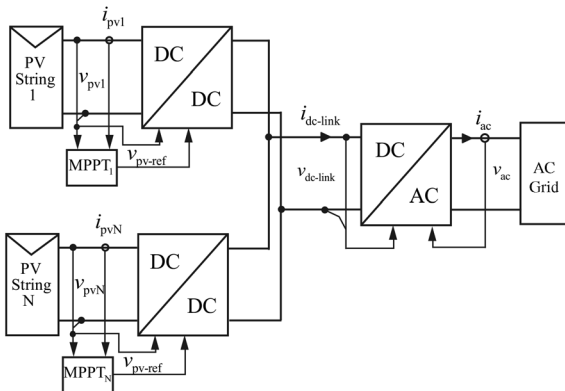 i_pv1
PV
String
1
v_pv1
DC
DC
MPPT_1
v_pv-ref
i_dc-link
v_dc-link
DC
AC
i_ac
v_ac
AC
Grid
i_pvN
PV
String
N
v_pvN
DC
DC
MPPT_N
v_pv-ref